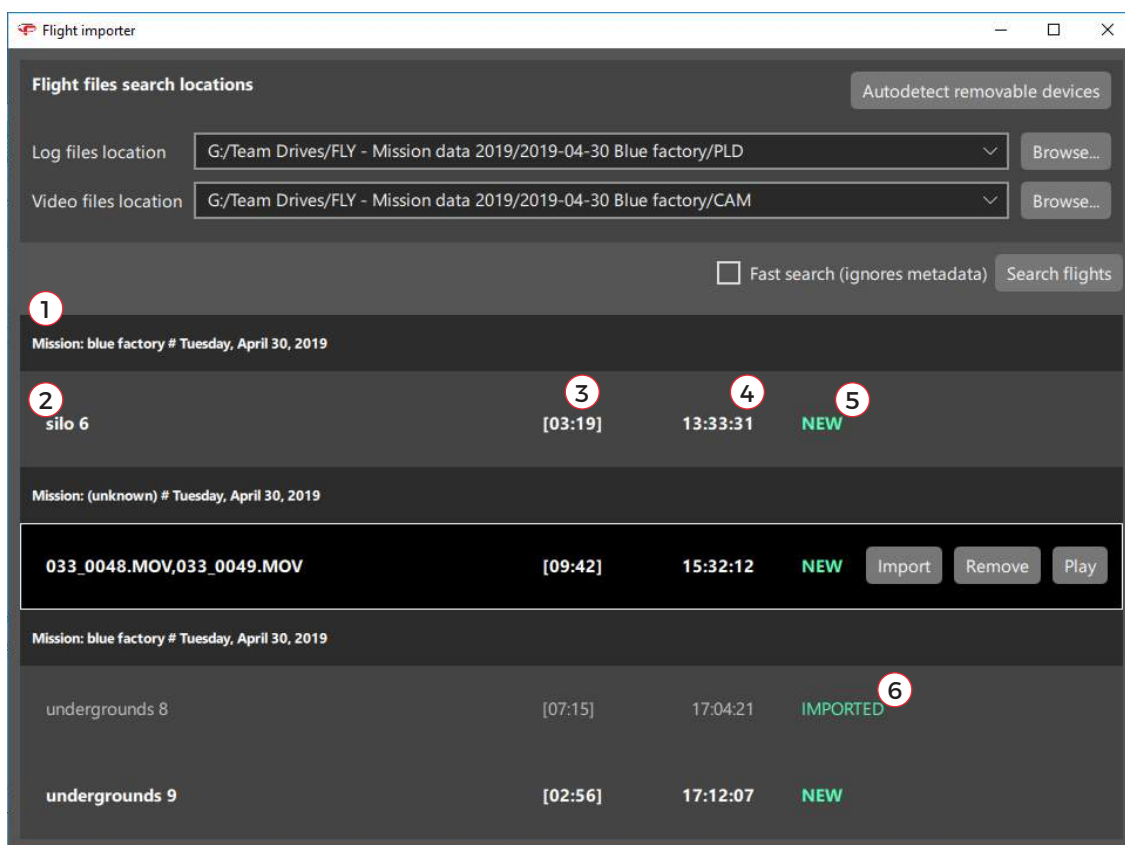 Flight importer
Flight files search locations
Autodetect removable devices
Log files location G:/Team Drives/FLY - Mission data 2019/2019-04-30 Blue factory/PLD Browse...
Video files location G:/Team Drives/FLY - Mission data 2019/2019-04-30 Blue factory/CAM Browse...
Fast search (ignores metadata) Search flights
1
Mission: blue factory # Tuesday, April 30, 2019
2 3 4 5
silo 6 [03:19] 13:33:31 NEW
Mission: (unknown) # Tuesday, April 30, 2019
033_0048.MOV,033_0049.MOV [09:42] 15:32:12 NEW Import Remove Play
Mission: blue factory # Tuesday, April 30, 2019
6
undergrounds 8 [07:15] 17:04:21 IMPORTED
undergrounds 9 [02:56] 17:12:07 NEW